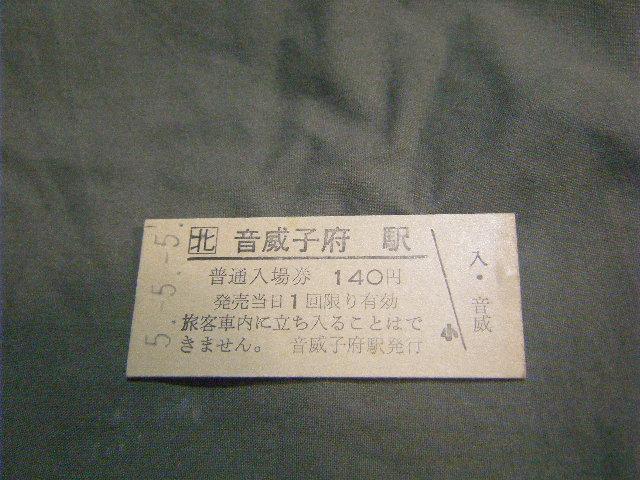 5.-5.-5.
北 音威子府 駅
普通入場券 140円
発売当日1回限り有効
旅客車内に立ち入ることはで
きません。 音威子府駅発行
小
入・音威